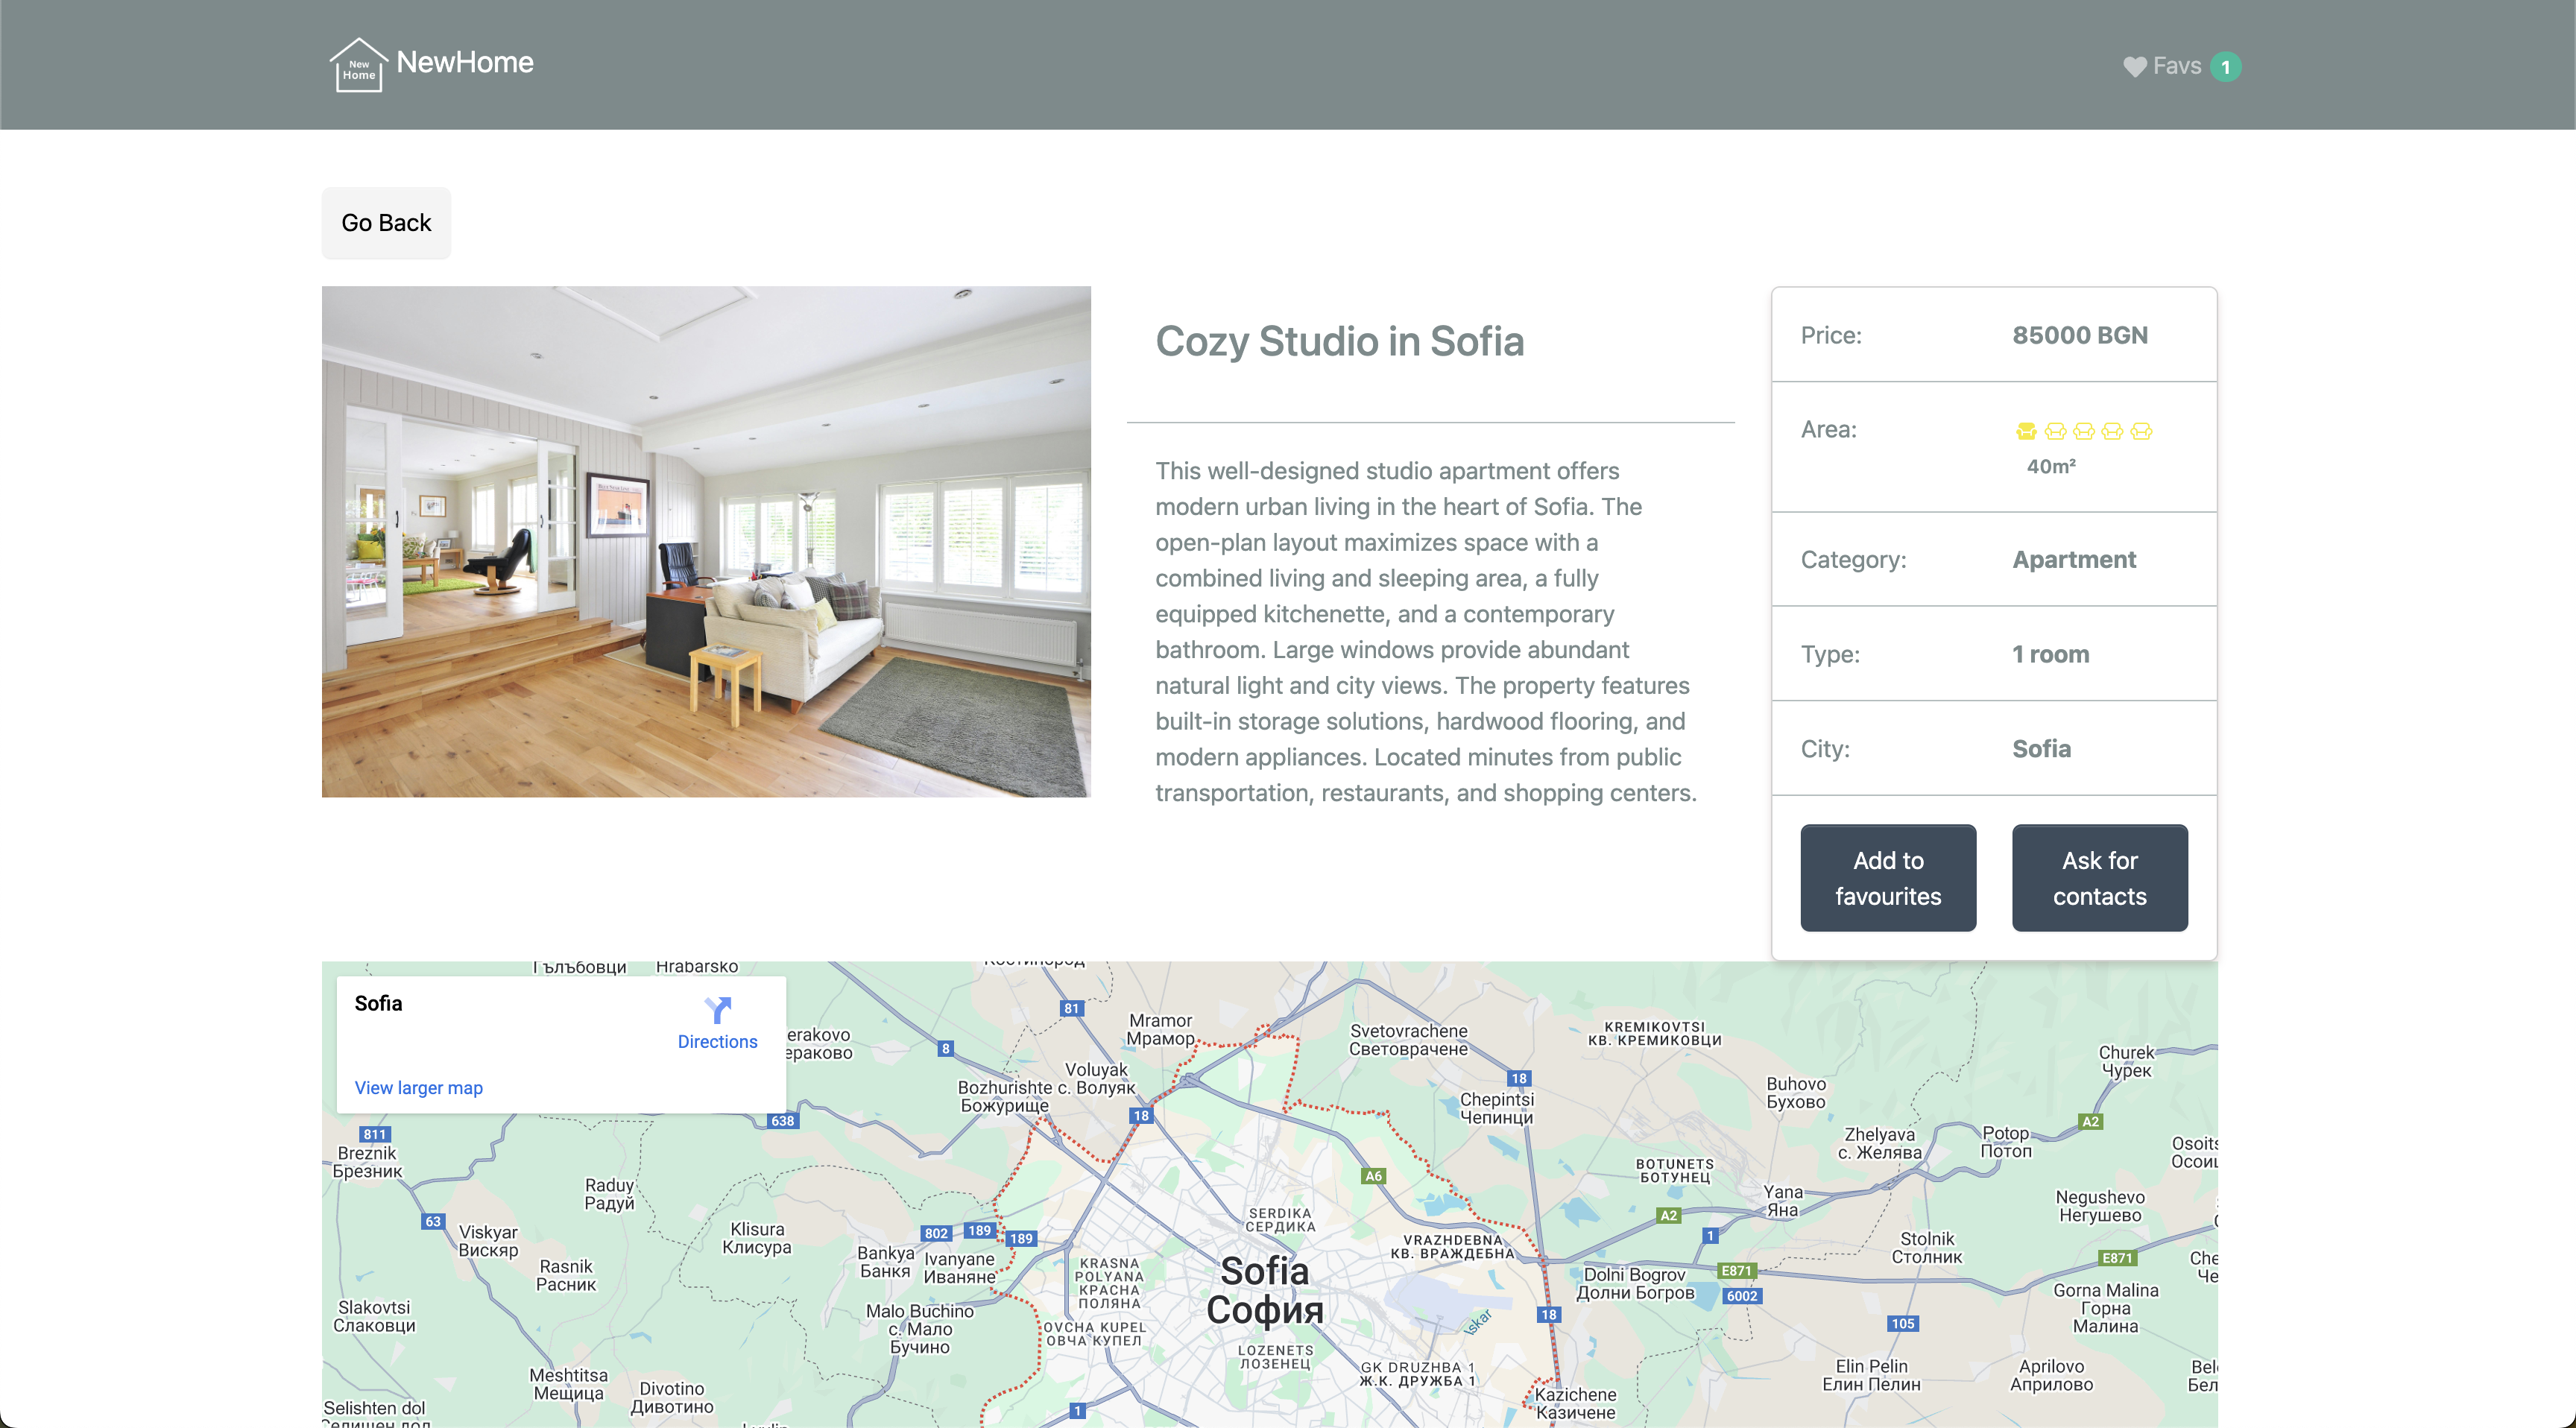 New
Home
NewHome
Favs 1
Go Back
Cozy Studio in Sofia
This well-designed studio apartment offers
modern urban living in the heart of Sofia. The
open-plan layout maximizes space with a
combined living and sleeping area, a fully
equipped kitchenette, and a contemporary
bathroom. Large windows provide abundant
natural light and city views. The property features
built-in storage solutions, hardwood flooring, and
modern appliances. Located minutes from public
transportation, restaurants, and shopping centers.
Price: 85000 BGN
Area:
40m²
Category: Apartment
Type: 1 room
City: Sofia
Add to
favourites
Ask for
contacts
Sofia
Directions
View larger map
Гълъбовци
Hrabarsko
81
Mramor
Мрамор
Svetovrachene
Световрачене
KREMIKOVTSI
КВ. КРЕМИКОВЦИ
Churek
Чурек
8
Voluyak
с. Волуяк
Bozhurishte
Божурище
18
18
Chepintsi
Чепинци
Buhovo
Бухово
638
A2
811
Breznik
Брезник
Zhelyava
с. Желява
Potop
Потоп
Raduy
Радуй
A6
BOTUNETS
БОТУНЕЦ
Yana
Яна
Negushevo
Негушево
63
Viskyar
Вискяр
Klisura
Клисура
802
189
189
SERDIKA
СЕРДИКА
A2
1
VRAZHDEBNA
КВ. ВРАЖДЕБНА
Stolnik
Столник
E871
Bankya
Банкя
Ivanyane
Иваняне
KRASNA
POLYANA
КРАСНА
ПОЛЯНА
Sofia
София
Rasnik
Расник
E871
Dolni Bogrov
Долни Богров
6002
Gorna Malina
Горна
Малина
Slakovtsi
Слаковци
Malo Buchino
с. Мало
Бучино
OVCHA KUPEL
ОВЧА КУПЕЛ
Iskar
18
105
LOZENETS
ЛОЗЕНЕЦ
GK DRUZHBA 1
Ж.К. ДРУЖБА 1
Elin Pelin
Елин Пелин
Aprilovo
Априлово
Meshtitsa
Мещица
Divotino
Дивотино
Kazichene
Казичене
Selishten dol
1